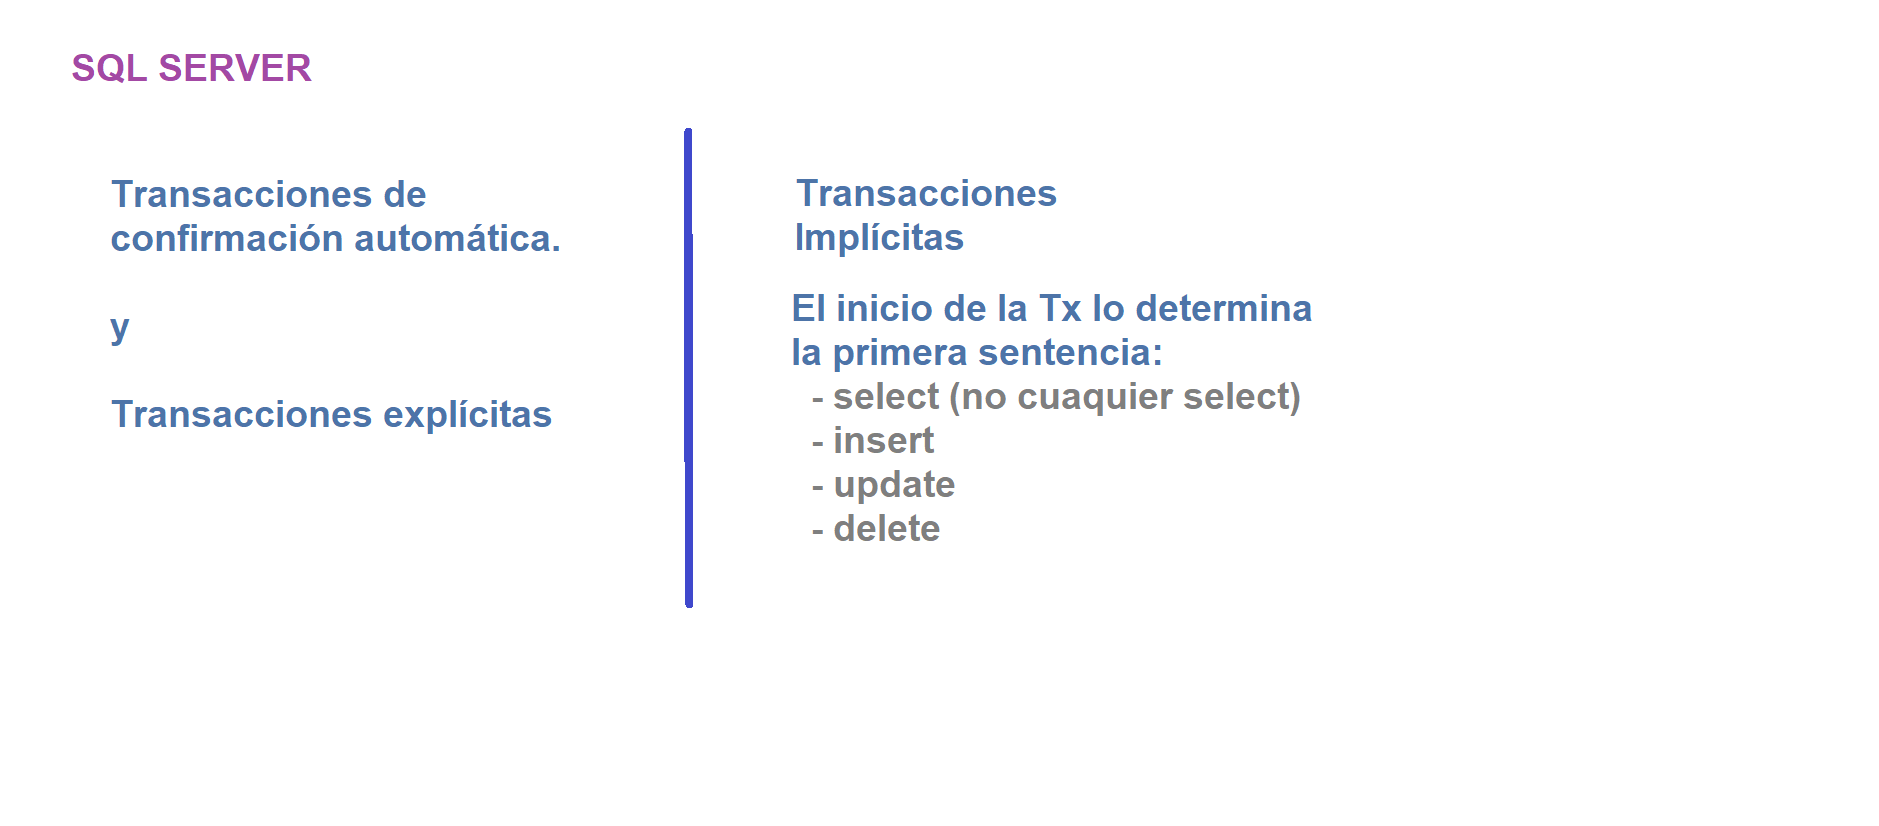 SQL SERVER
Transacciones de
confirmación automática.
y
Transacciones explícitas
Transacciones
Implícitas
El inicio de la Tx lo determina
la primera sentencia:
- select (no cuaquier select)
- insert
- update
- delete